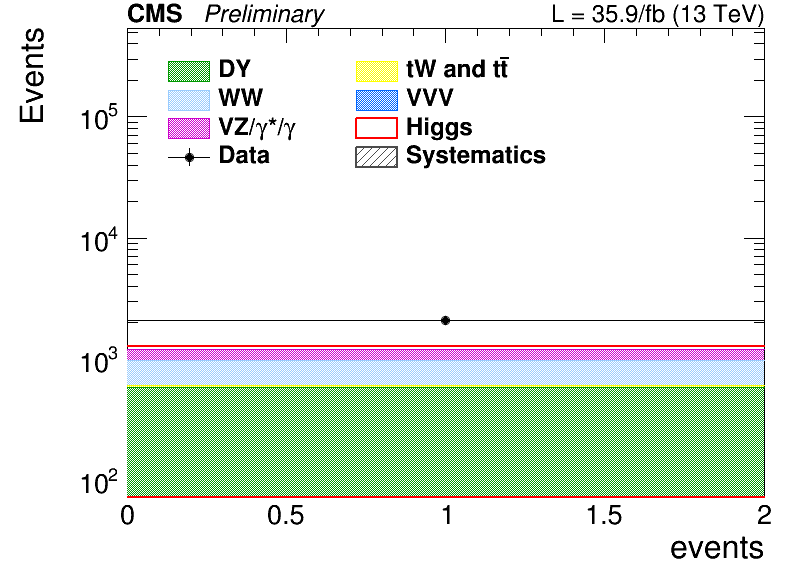 CMS Preliminary L = 35.9/fb (13 TeV)
Events
DY tW and tt̄
WW VVV
VZ/γ*/γ Higgs
Data Systematics
10⁵
10⁴
10³
10²
0 0.5 1 1.5 2
events